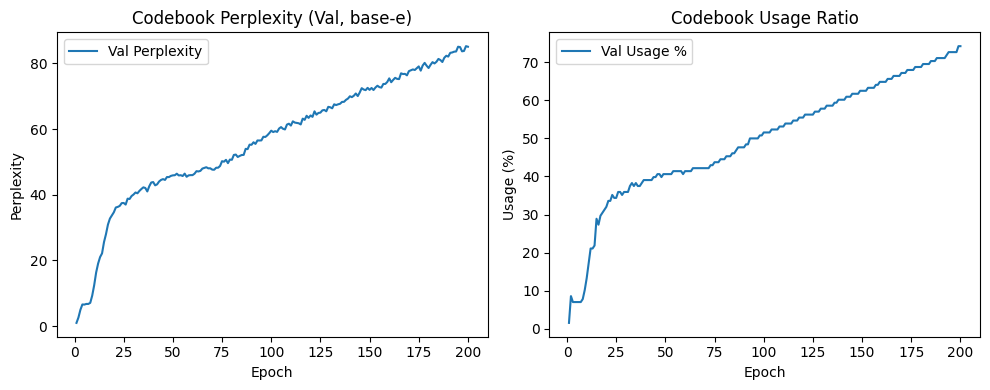 Codebook Perplexity (Val, base-e)
Val Perplexity
Perplexity
80
60
40
20
0
0 25 50 75 100 125 150 175 200
Epoch
Codebook Usage Ratio
Val Usage %
Usage (%)
70
60
50
40
30
20
10
0
0 25 50 75 100 125 150 175 200
Epoch